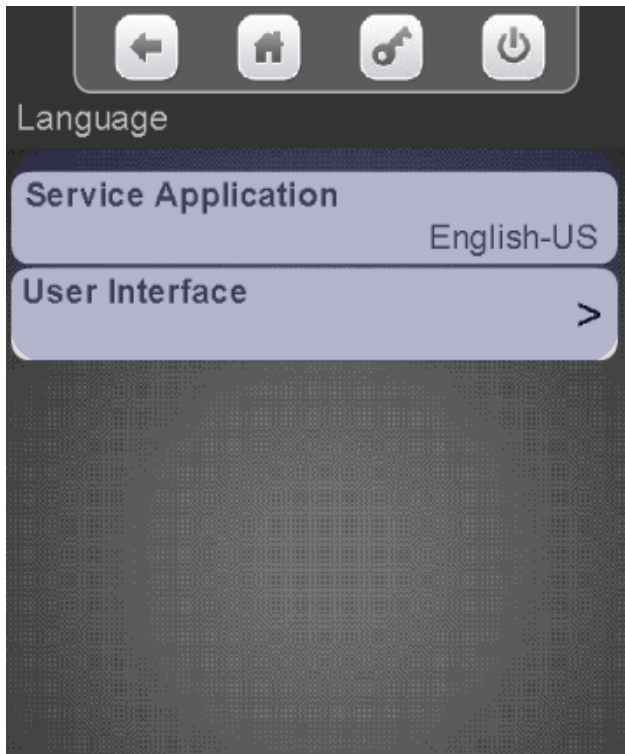 Language
Service Application
English-US
User Interface
>